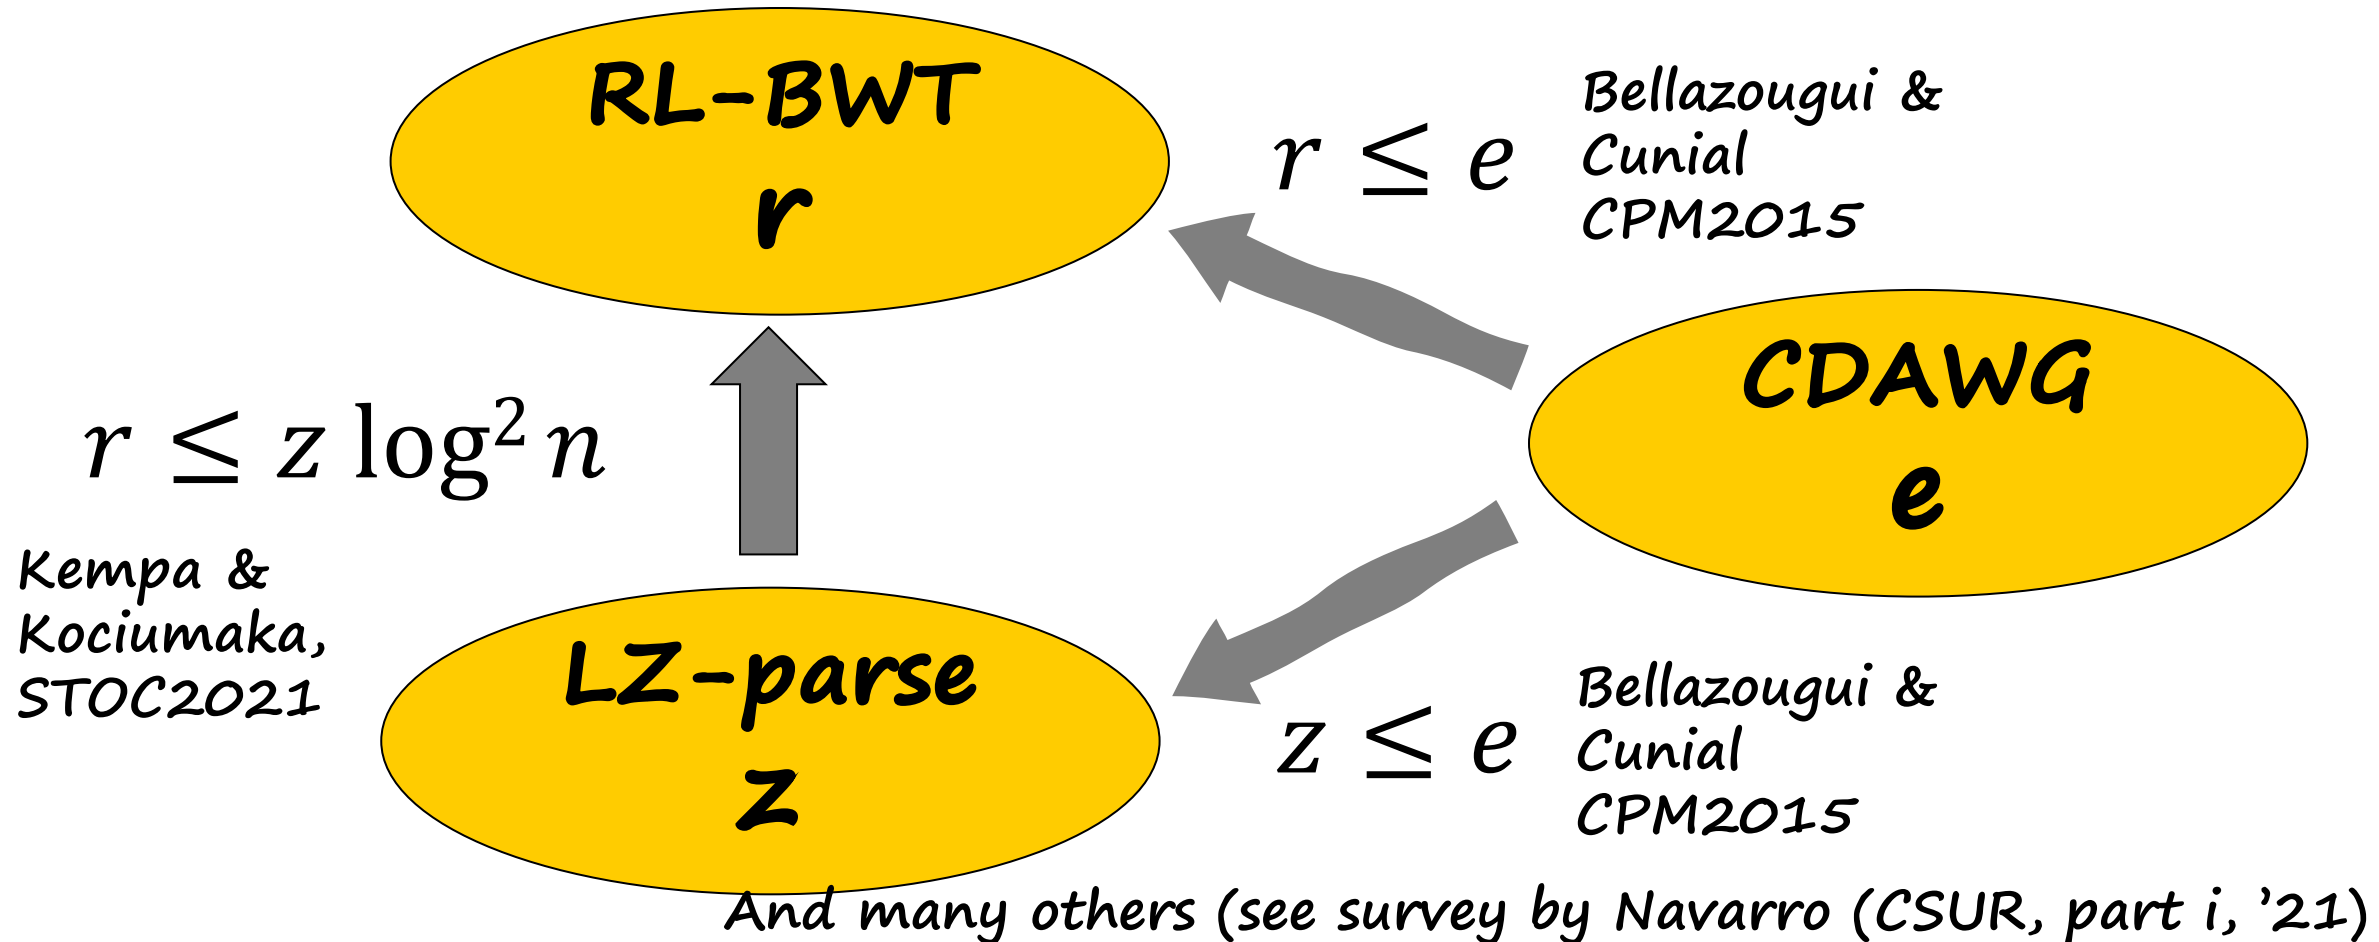 RL-BWT
r
r ≤ e
Bellazougui &
Cunial
CPM2015
CDAWG
e
r ≤ z log² n
Kempa &
Kociumaka,
STOC2021
LZ-parse
z
z ≤ e
Bellazougui &
Cunial
CPM2015
And many others (see survey by Navarro (CSUR, part i, ’21)